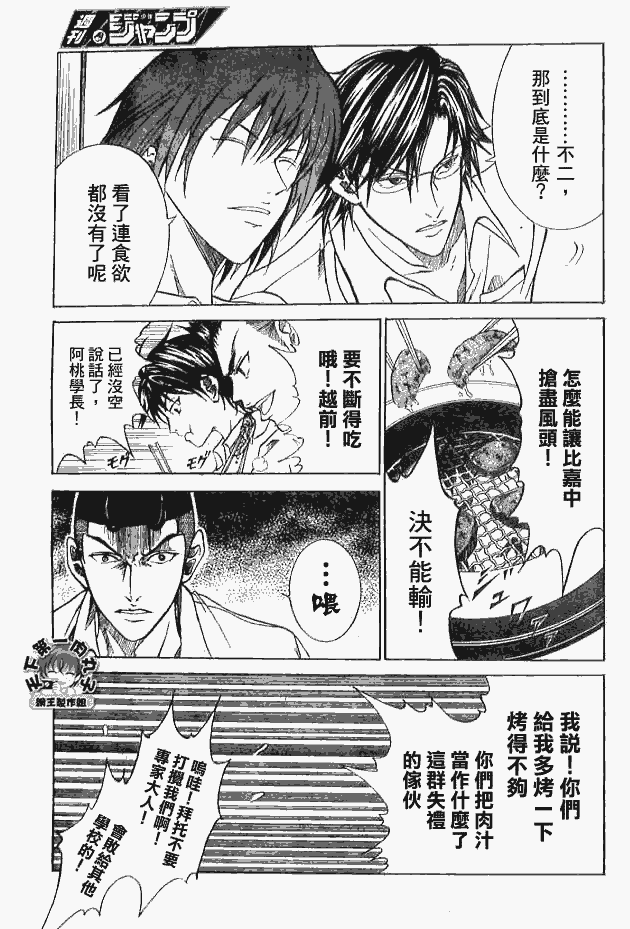 週刊少年ジャンプ
…………不二，
那到底是什麼？
看了連食欲
都沒有了呢
怎麼能讓比嘉中
搶盡風頭！
決不能輸！
要不斷得吃
哦！越前！
已經沒空
說話了，
阿桃學長！
モグ
モグ
…喂
我說！你們
給我多烤一下
烤得不夠
你們把肉汁
當作什麼了
這群失禮
的傢伙
嗚哇！拜托不要
打攪我們啊！
專家大人！
會敗給其他
學校的！